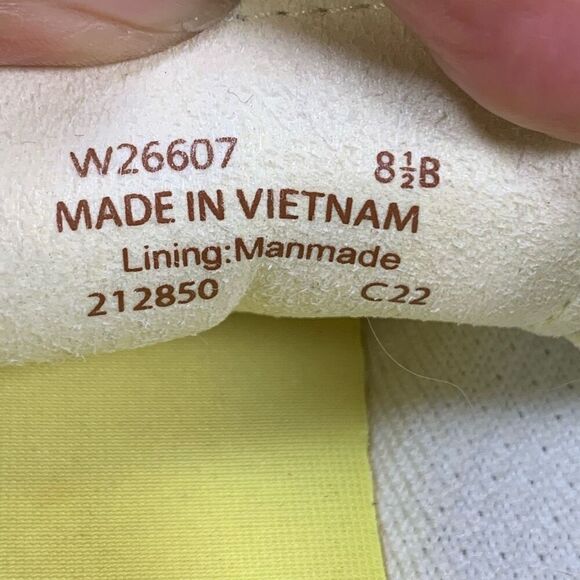 W26607 8½B
MADE IN VIETNAM
Lining:Manmade
212850 C22